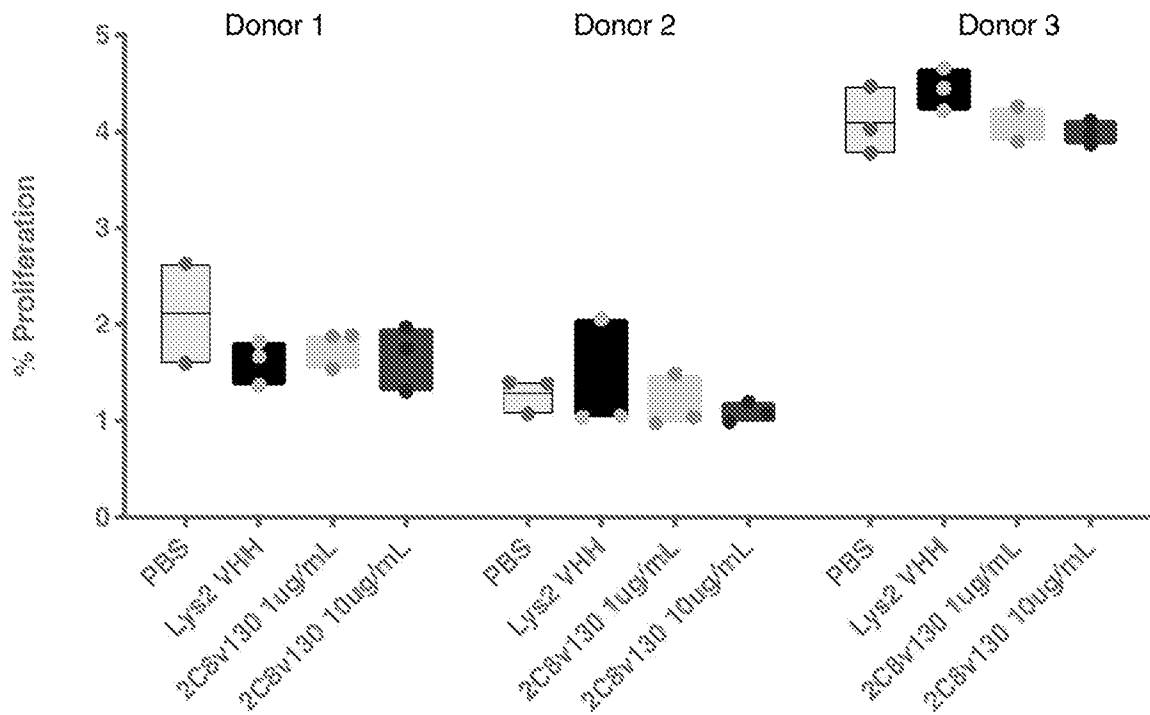 Donor 1 Donor 2 Donor 3
% Proliferation
5
4
3
2
1
0
PBS
Lys2 VHH
2C8v130 1ug/mL
2C8v130 10ug/mL
PBS
Lys2 VHH
2C8v130 1ug/mL
2C8v130 10ug/mL
PBS
Lys2 VHH
2C8v130 1ug/mL
2C8v130 10ug/mL